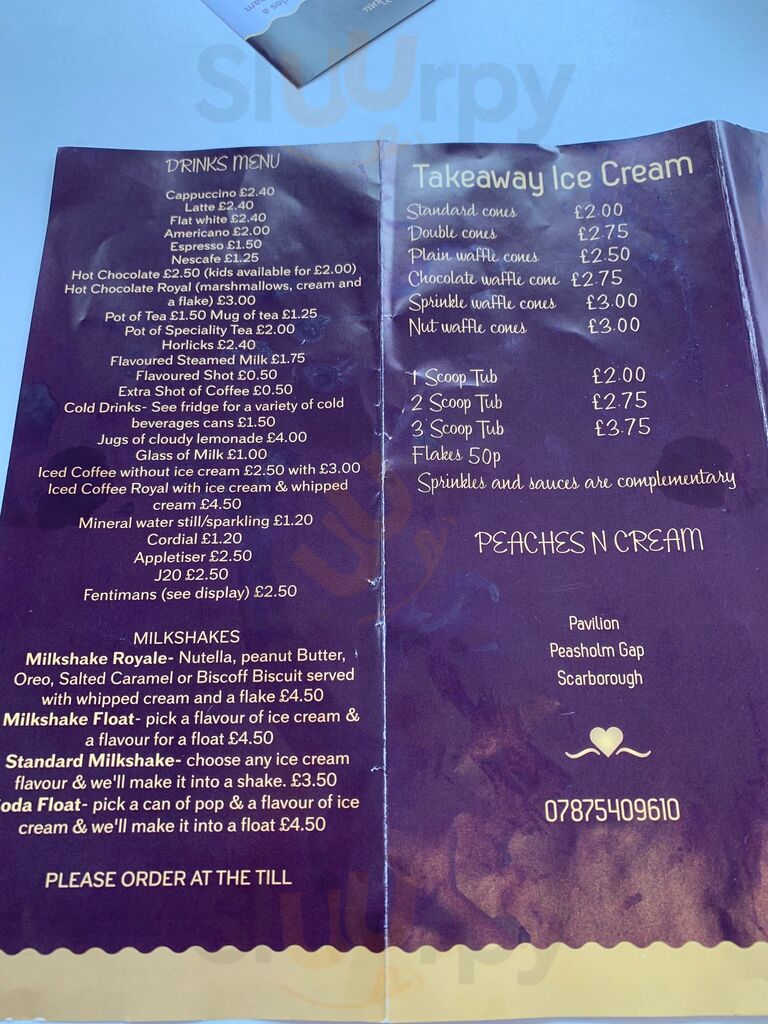 Sluurpy
DRINKS MENU
Cappuccino £2.40
Latte £2.40
Flat white £2.40
Americano £2.00
Espresso £1.50
Nescafe £1.25
Hot Chocolate £2.50 (kids available for £2.00)
Hot Chocolate Royal (marshmallows, cream and
a flake) £3.00
Pot of Tea £1.50 Mug of tea £1.25
Pot of Speciality Tea £2.00
Horlicks £2.40
Flavoured Steamed Milk £1.75
Flavoured Shot £0.50
Extra Shot of Coffee £0.50
Cold Drinks- See fridge for a variety of cold
beverages cans £1.50
Jugs of cloudy lemonade £4.00
Glass of Milk £1.00
Iced Coffee without ice cream £2.50 with £3.00
Iced Coffee Royal with ice cream & whipped
cream £4.50
Mineral water still/sparkling £1.20
Cordial £1.20
Appletiser £2.50
J20 £2.50
Fentimans (see display) £2.50
MILKSHAKES
Milkshake Royale- Nutella, peanut Butter,
Oreo, Salted Caramel or Biscoff Biscuit served
with whipped cream and a flake £4.50
Milkshake Float- pick a flavour of ice cream &
a flavour for a float £4.50
Standard Milkshake- choose any ice cream
flavour & we'll make it into a shake. £3.50
oda Float- pick a can of pop & a flavour of ice
cream & we'll make it into a float £4.50
PLEASE ORDER AT THE TILL
Takeaway Ice Cream
Standard cones £2.00
Double cones £2.75
Plain waffle cones £2.50
Chocolate waffle cone £2.75
Sprinkle waffle cones £3.00
Nut waffle cones £3.00
1 Scoop Tub £2.00
2 Scoop Tub £2.75
3 Scoop Tub £3.75
Flakes 50p
Sprinkles and sauces are complementary
PEACHES N CREAM
Pavilion
Peasholm Gap
Scarborough
07875409610
Sluurpy